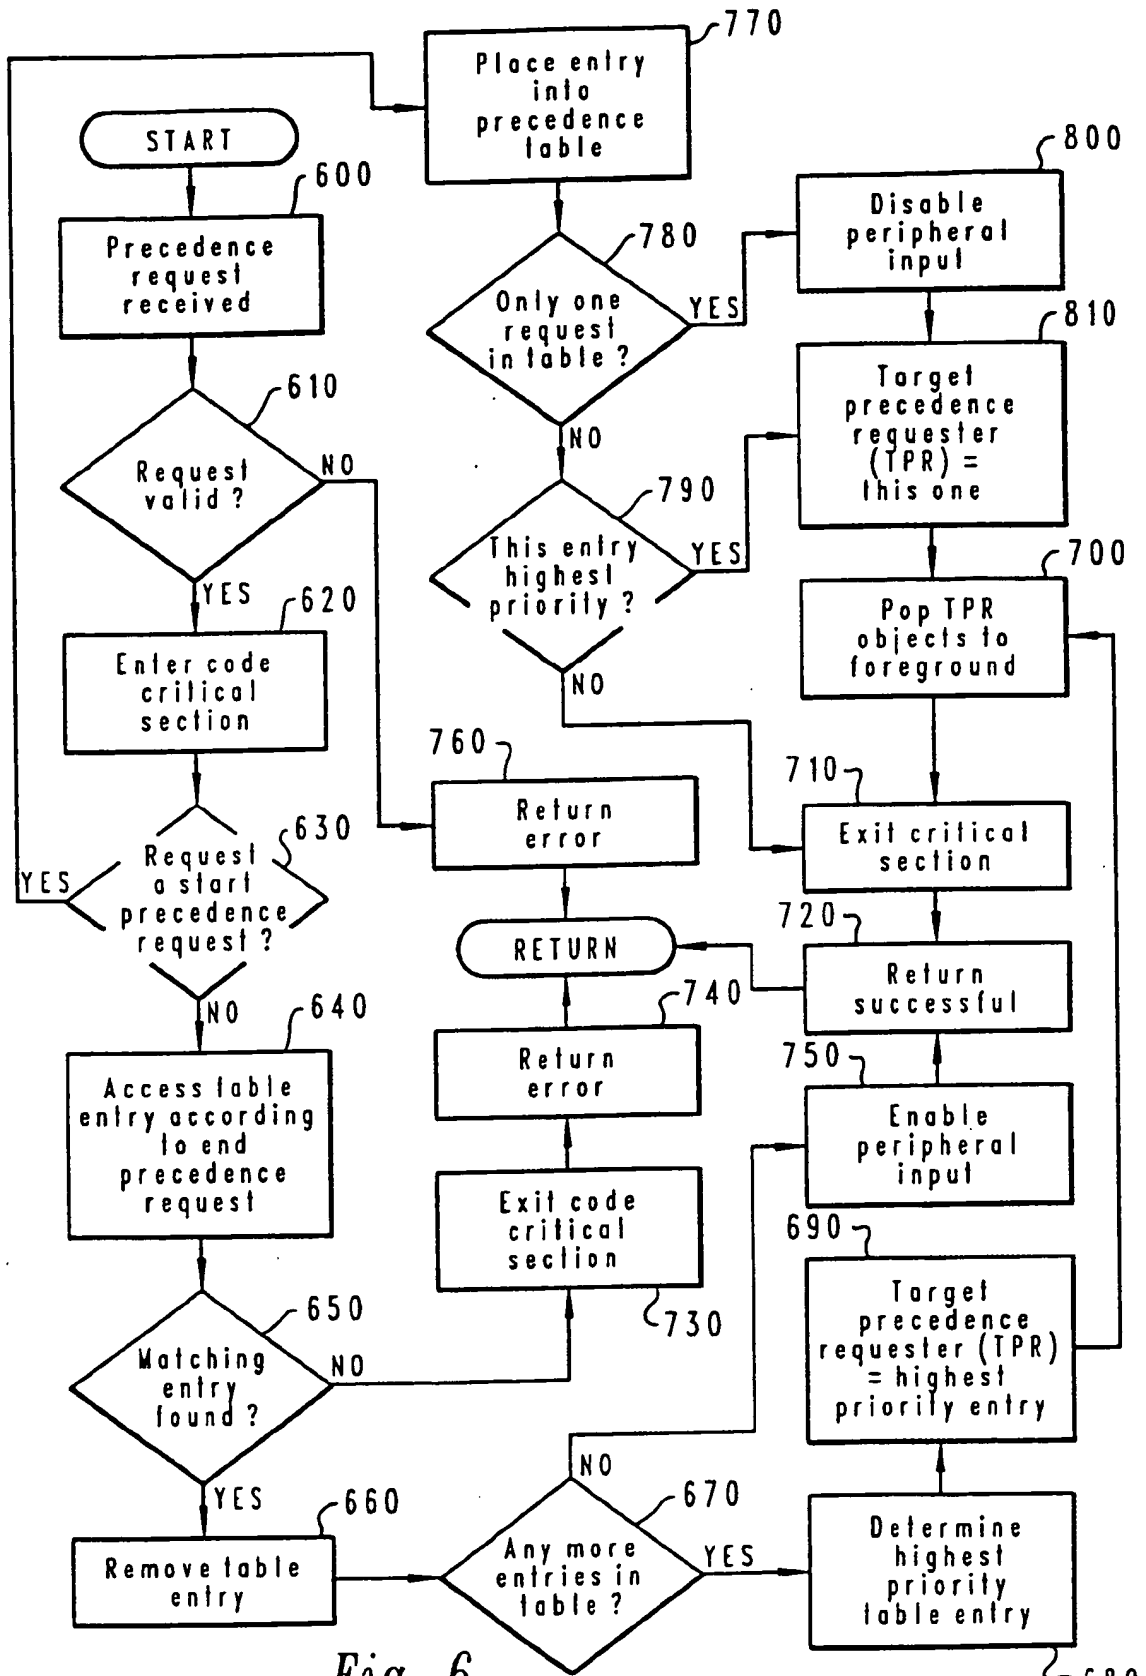 770
Place entry
into
precedence
table
START
600
Precedence
request
received
800
Disable
peripheral
input
780
Only one
request
in table ?
YES
NO
810
Target
precedence
requester
(TPR) =
this one
610
Request
valid ?
NO
YES
790
This entry
highest
priority ?
YES
NO
700
Pop TPR
objects to
foreground
620
Enter code
critical
section
760
Return
error
710
Exit critical
section
630
Request
a start
precedence
request ?
YES
NO
RETURN
720
Return
successful
740
Return
error
640
Access table
entry according
to end
precedence
request
750
Enable
peripheral
input
Exit code
critical
section
730
690
Target
precedence
requester (TPR)
= highest
priority entry
650
Matching
entry
found ?
NO
YES
660
Remove table
entry
670
Any more
entries in
table ?
NO
YES
Determine
highest
priority
table entry
680
Fig. 6